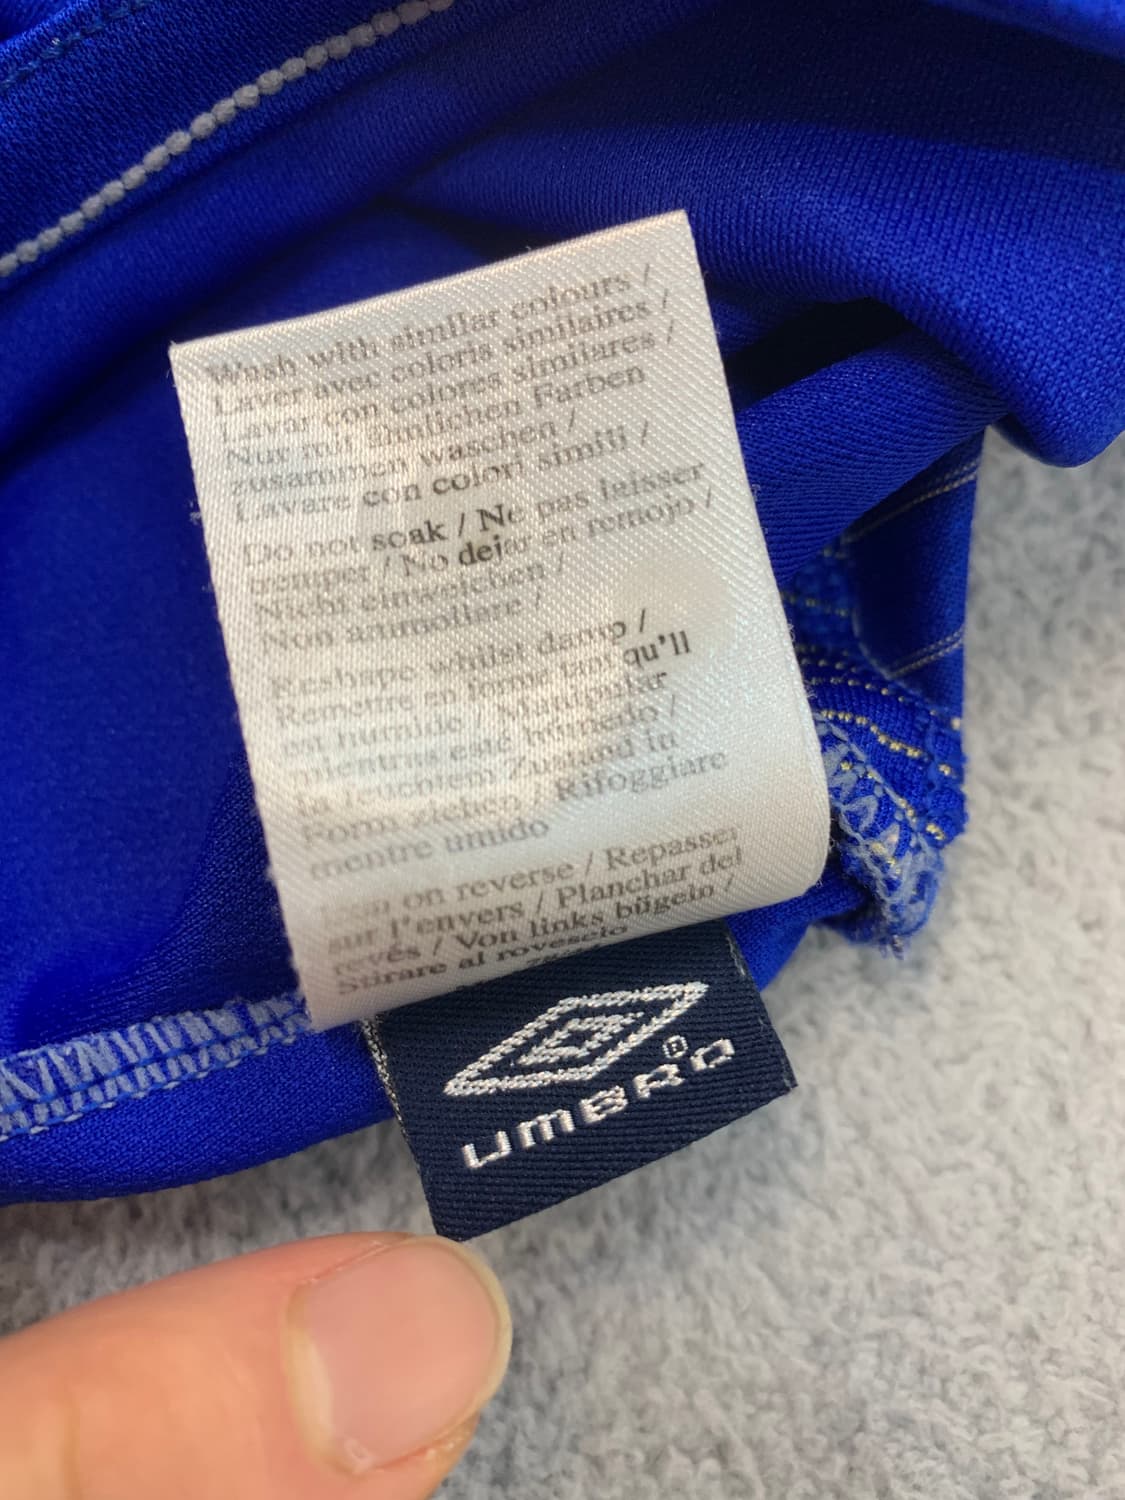 Wash with similar colours /
Laver avec coloris similaires /
Lavar con colores similares /
Nur mit ähnlichen Farben
zusammen waschen /
Lavare con colori simili /
Do not soak / Ne pas laisser
tremper / No dejar en remojo /
Nicht einweichen /
Non ammollare /
Reshape whilst damp /
Remettre en forme tant qu'il
est humide / Manipular
mientras esté húmedo /
In feuchtem Zustand in
Form ziehen / Rifoggiare
mentre umido
Iron on reverse / Repasser
sur l'envers / Planchar del
revés / Von links bügeln /
Stirare al rovescio
UMBRO